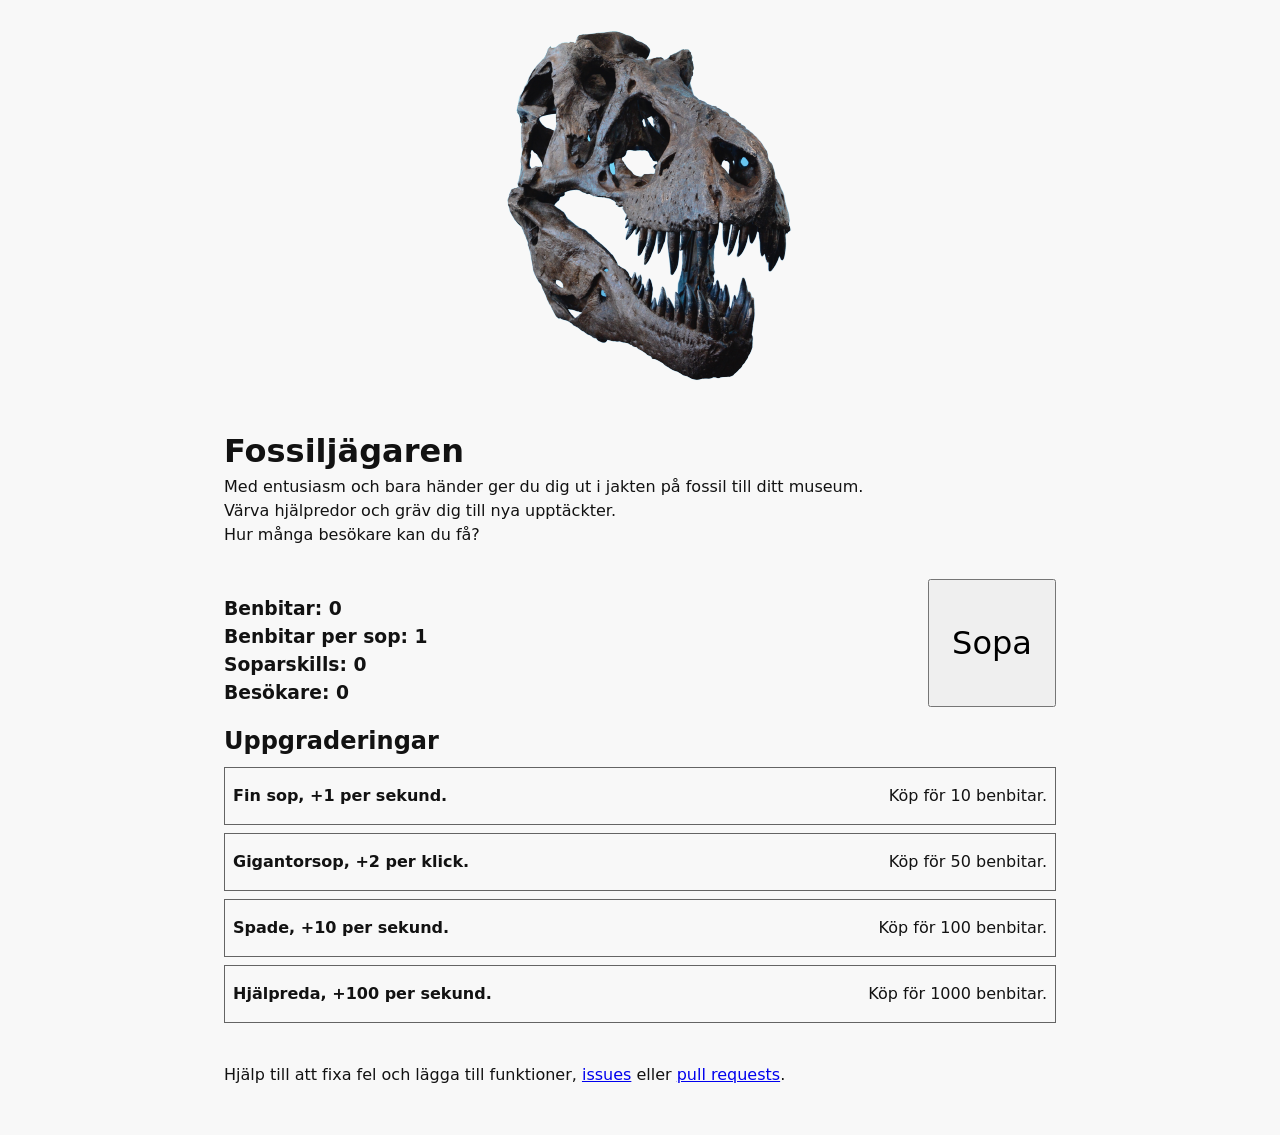 Fossiljägaren
Med entusiasm och bara händer ger du dig ut i jakten på fossil till ditt museum.
Värva hjälpredor och gräv dig till nya upptäckter.
Hur många besökare kan du få?
Benbitar: 0
Benbitar per sop: 1
Soparskills: 0
Besökare: 0
Sopa
Uppgraderingar
Fin sop, +1 per sekund. Köp för 10 benbitar.
Gigantorsop, +2 per klick. Köp för 50 benbitar.
Spade, +10 per sekund. Köp för 100 benbitar.
Hjälpreda, +100 per sekund. Köp för 1000 benbitar.
Hjälp till att fixa fel och lägga till funktioner, issues eller pull requests.